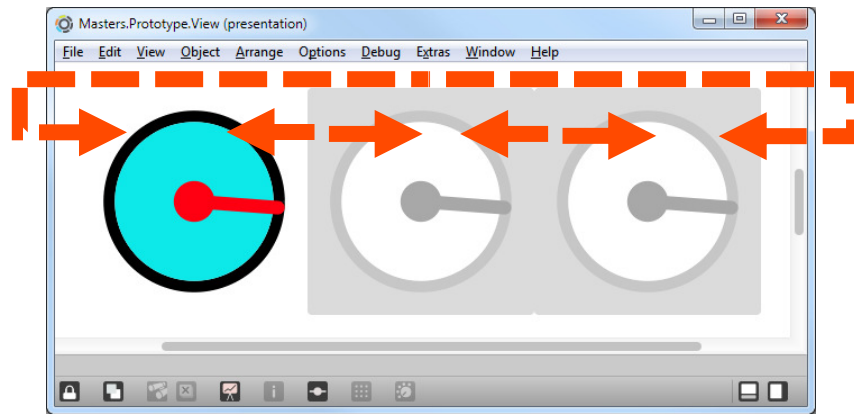 Masters.Prototype.View (presentation)
File Edit View Object Arrange Options Debug Extras Window Help